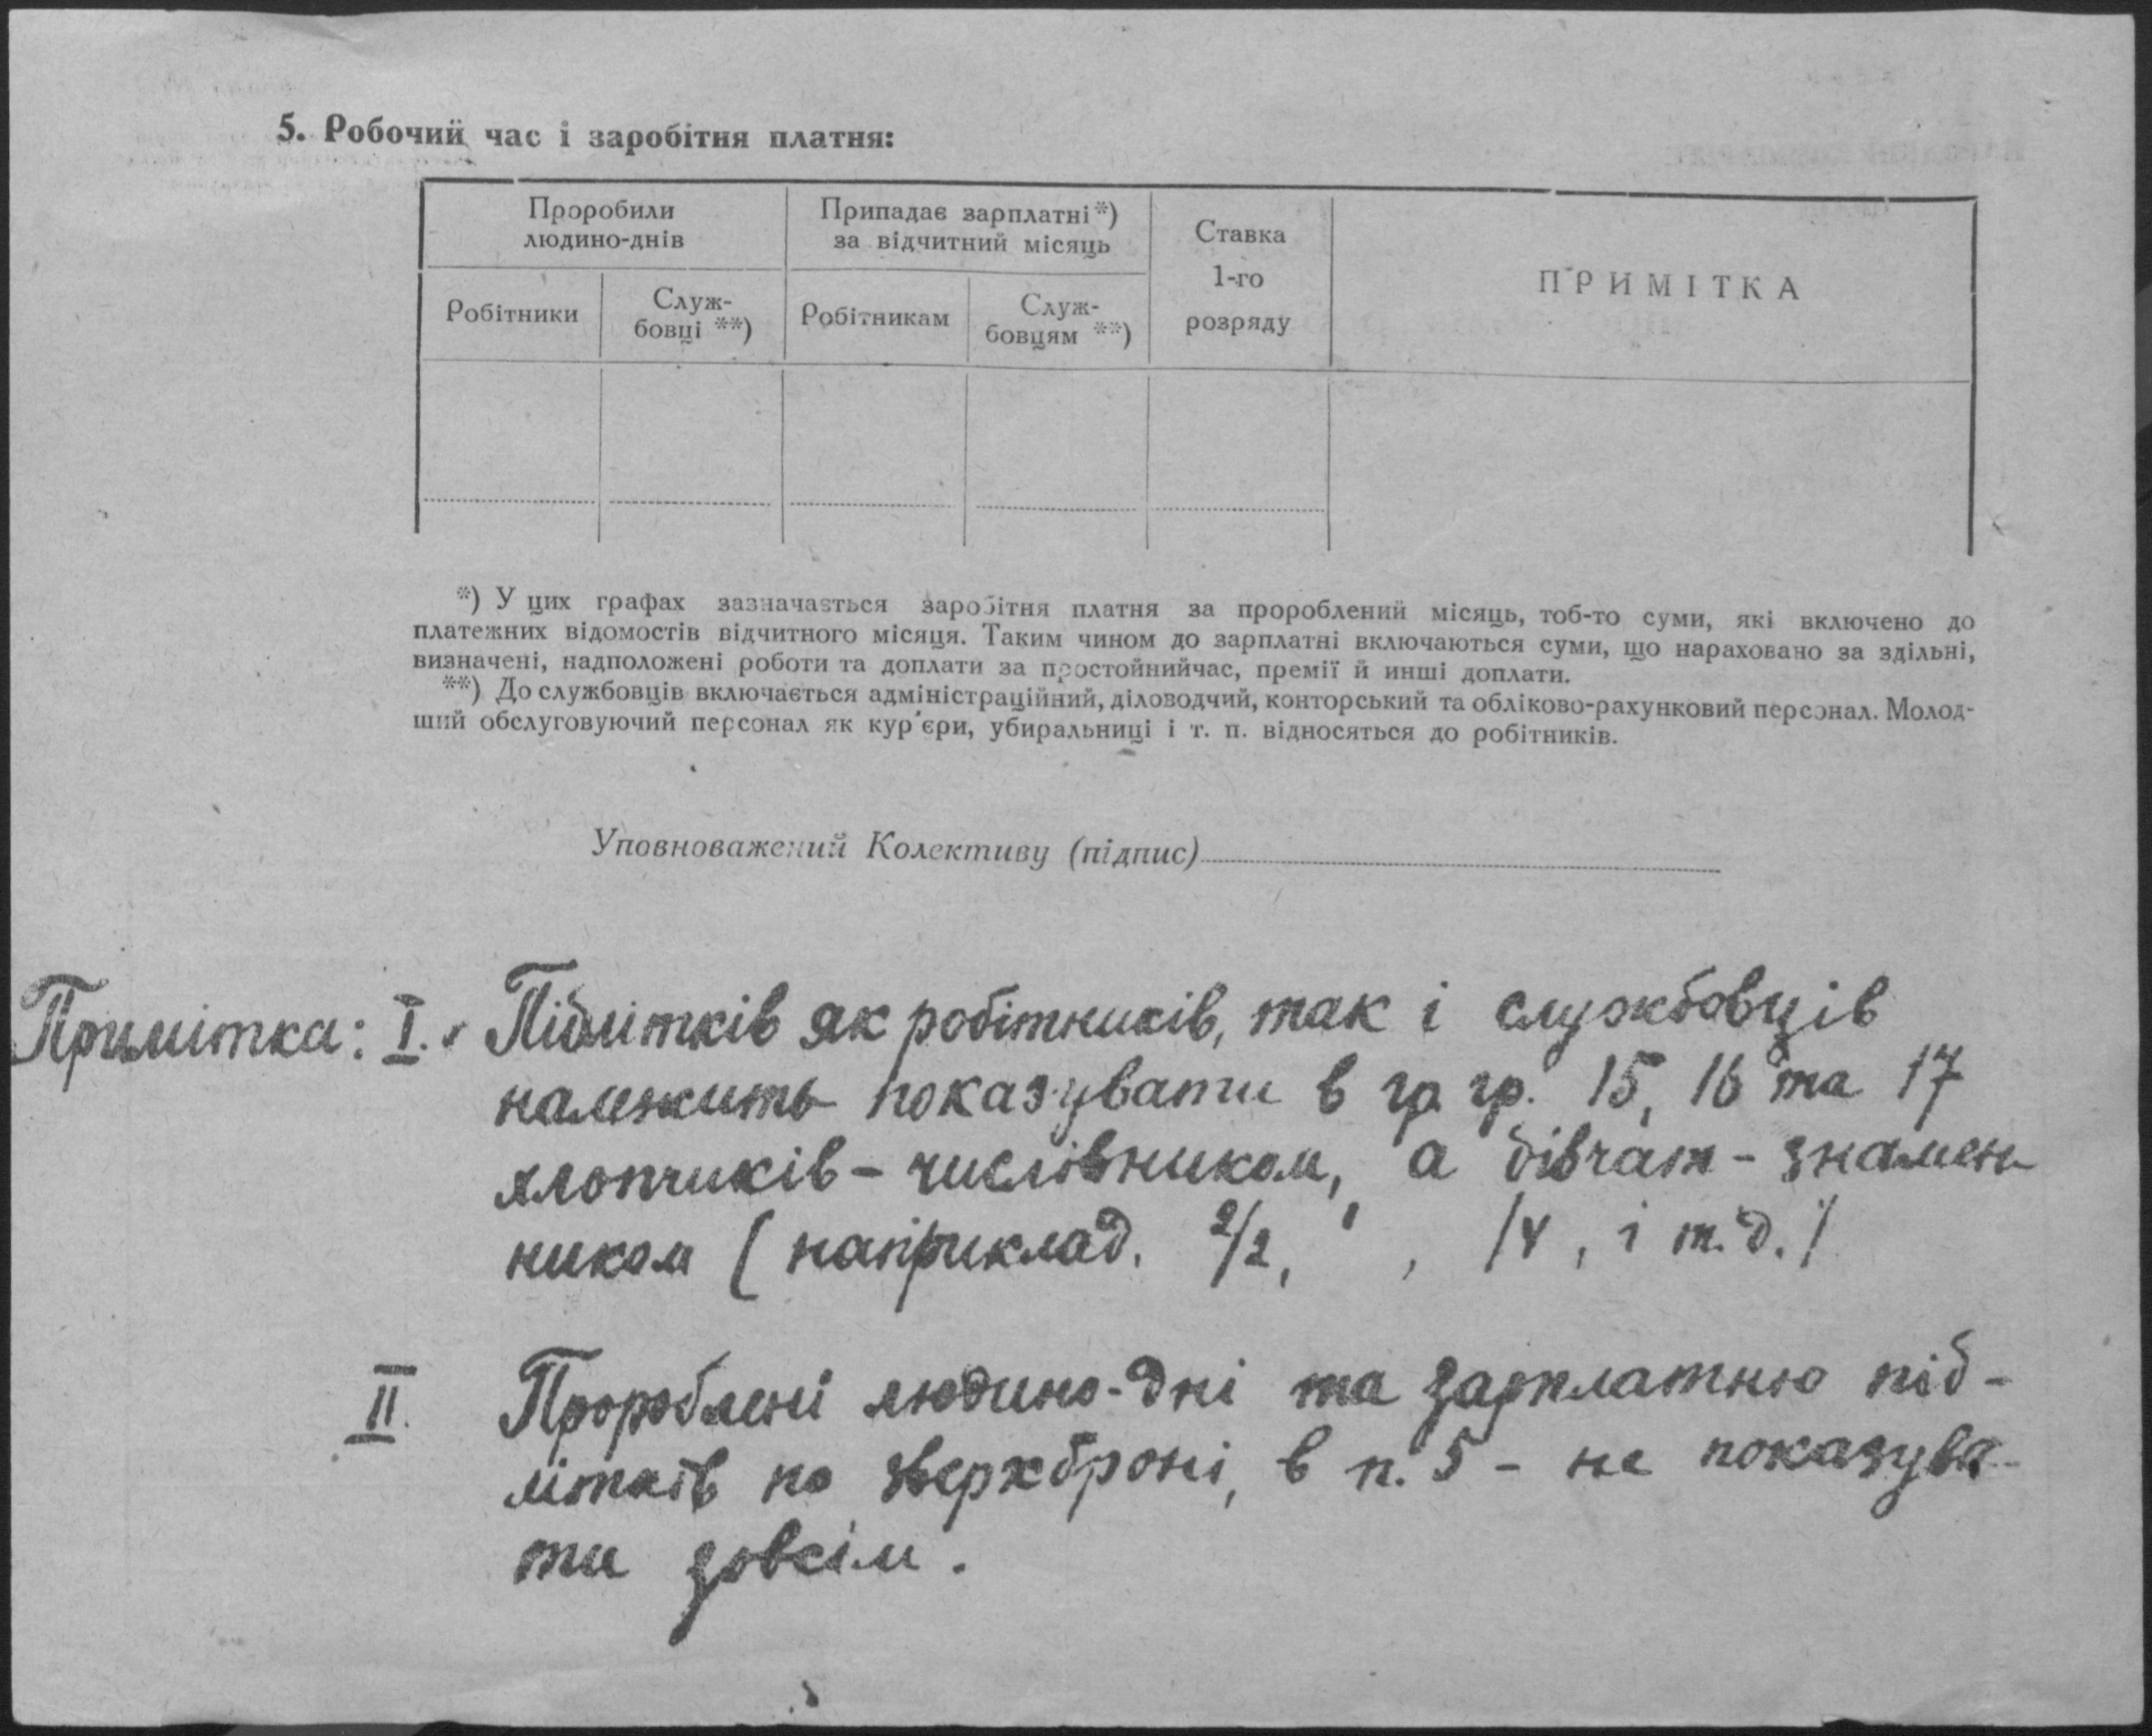 5. Робочий час і заробітня платня:
Проробили
людино-днів
Припадає зарплатні *)
за відчитний місяць
Ставка
1-го
розряду
ПРИМІТКА
Робітники
Служ-
бовці **)
Робітникам
Служ-
бовцям **)
*) У цих графах зазначається заробітня платня за пророблений місяць, тоб-то суми, які включено до
платежних відомостів відчитного місяця. Таким чином до зарплатні включаються суми, що нараховано за здільні,
визначені, надположені роботи та доплати за простойнийчас, премії й инші доплати.
**) До службовців включається адміністраційний, діловодчий, конторський та обліково-рахунковий персонал. Молод-
ший обслуговуючий персонал як кур'єри, убиральниці і т. п. відносяться до робітників.
Уповноважений Колективу (підпис)
Примітка: I. Підлітків як робітників, так і службовців
належить показувати в гр гр. 15, 16 та 17
хлопчиків - числівником, а дівчат - знамен-
ником ( наприклад. 2/2, , /4, і т.д. /
II. Пророблені людино-дні та зарплатню під-
літків по зверхброні, в п. 5 - не показува-
ти зовсім.